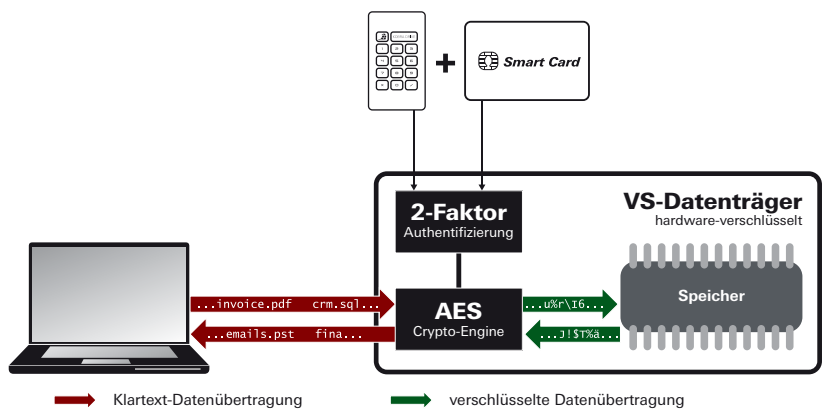 Smart Card
VS-Datenträger
hardware-verschlüsselt
2-Faktor
Authentifizierung
...invoice.pdf crm.sql...
AES
Crypto-Engine
...u%r\I6...
Speicher
...emails.pst fina...
...J!$T%ä...
Klartext-Datenübertragung
verschlüsselte Datenübertragung